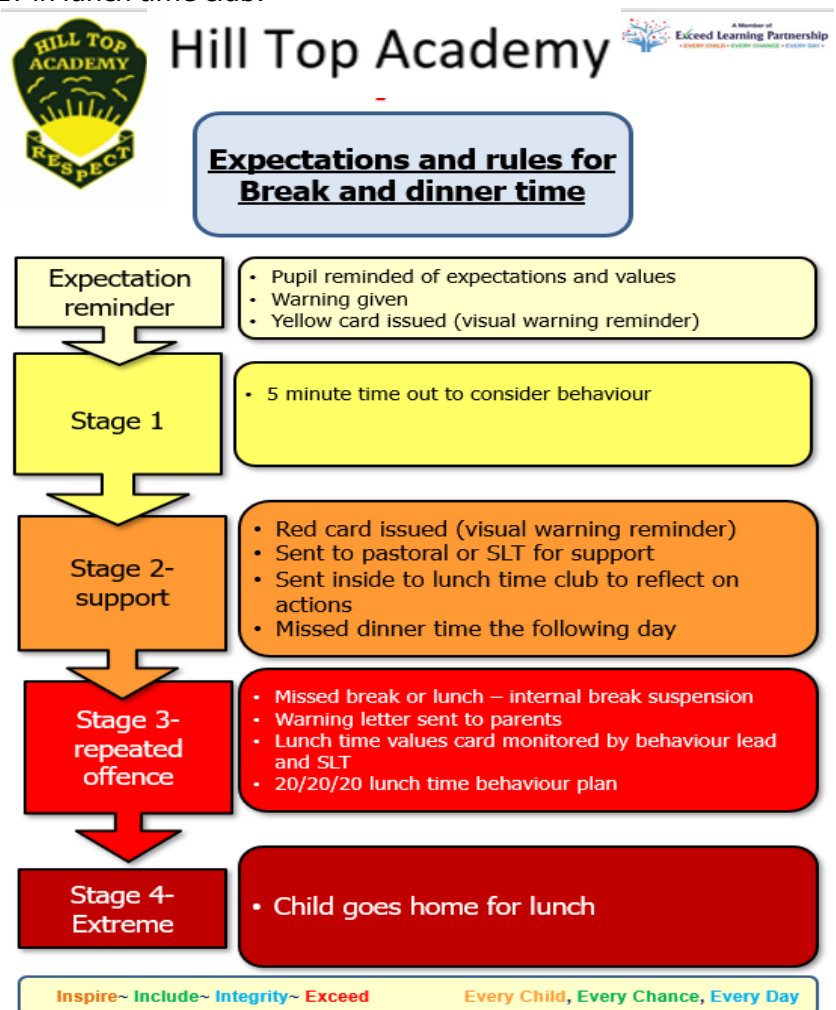 in lunch time club.
HILL TOP
ACADEMY
RESPECT
Hill Top Academy
A Member of
Exceed Learning Partnership
• EVERY CHILD • EVERY CHANCE • EVERY DAY •
Expectations and rules for
Break and dinner time
Expectation
reminder
• Pupil reminded of expectations and values
• Warning given
• Yellow card issued (visual warning reminder)
Stage 1
• 5 minute time out to consider behaviour
Stage 2-
support
• Red card issued (visual warning reminder)
• Sent to pastoral or SLT for support
• Sent inside to lunch time club to reflect on
actions
• Missed dinner time the following day
Stage 3-
repeated
offence
• Missed break or lunch – internal break suspension
• Warning letter sent to parents
• Lunch time values card monitored by behaviour lead
and SLT
• 20/20/20 lunch time behaviour plan
Stage 4-
Extreme
• Child goes home for lunch
Inspire~ Include~ Integrity~ Exceed
Every Child, Every Chance, Every Day